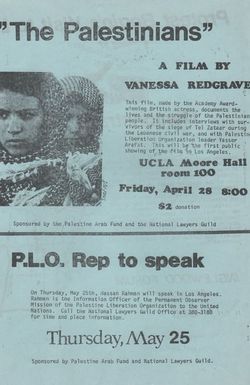 "The Palestinians"
A FILM BY
VANESSA REDGRAVE
This film, made by the Academy Award-
winning British actress, documents the
lives and the struggle of the Palestinian
people. It includes interviews with sur-
vivors of the siege of Tel Zataar during
the Lebanese civil war, and with Palestine
Liberation Organization leader Yasser
Arafat. This will be the first public
showing of the film in Los Angeles.
UCLA Moore Hall
room 100
Friday, April 28 8:00
$2 donation
Sponsored by the Palestine Arab Fund and the National Lawyers Guild
P.L.O. Rep to speak
On Thursday, May 25th, Hassan Rahman will speak in Los Angeles.
Rahman is the Information Officer of the Permanent Observer
Mission of the Palestine Liberation Organization to the United
Nations. Call the National Lawyers Guild Office at 380-3180
for time and place information.
Thursday, May 25
Sponsored by Palestine Arab Fund and National Lawyers Guild.